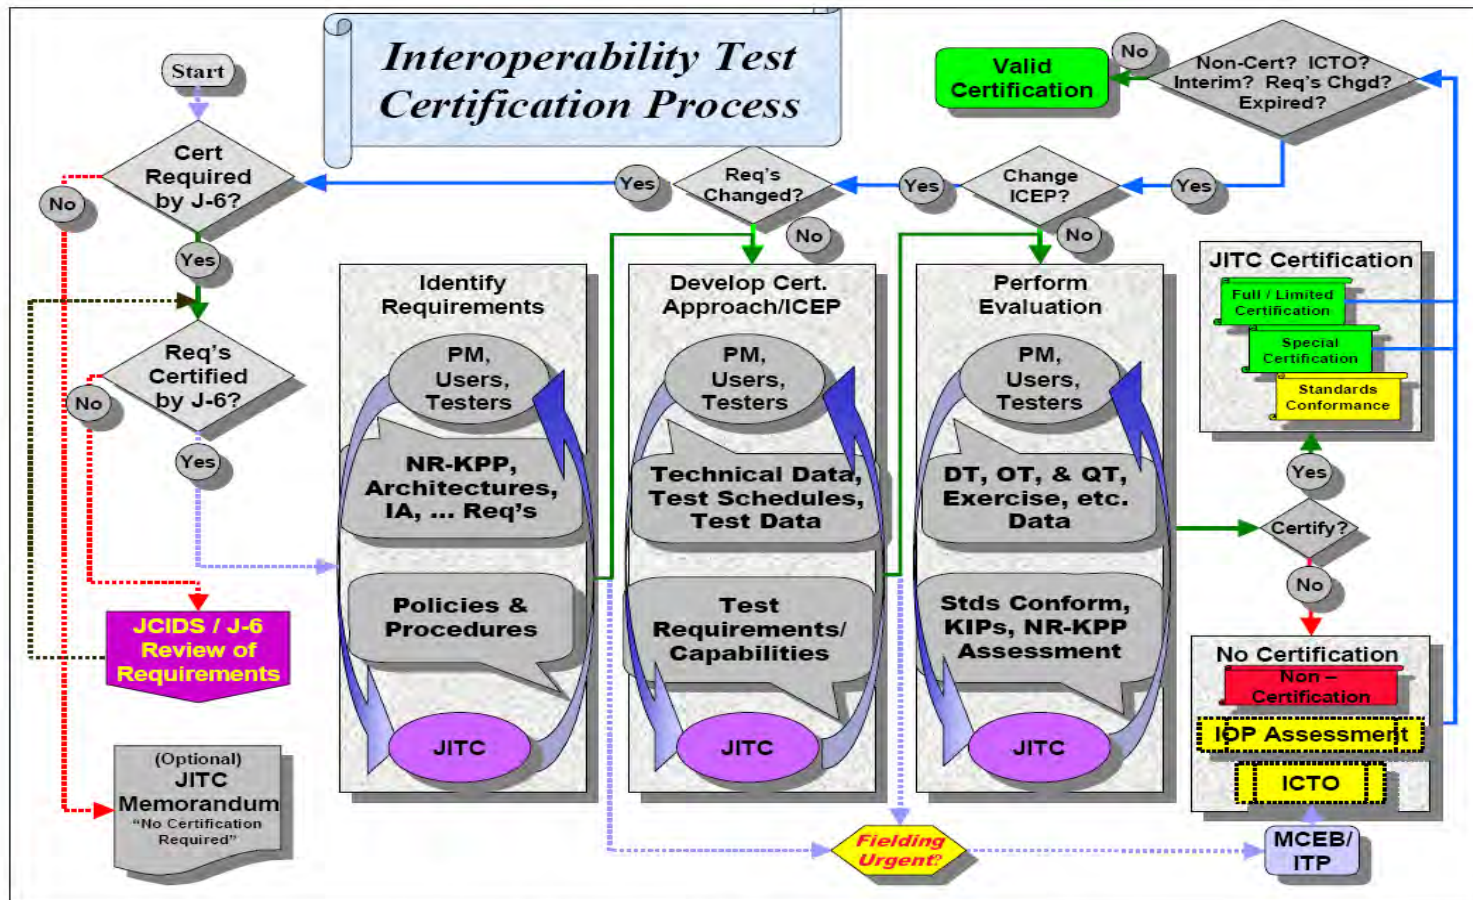 Interoperability Test
Certification Process
Start
Cert
Required
by J-6?
No
Yes
Req's
Certified
by J-6?
No
Yes
JCIDS / J-6
Review of
Requirements
(Optional)
JITC
Memorandum
“No Certification
Required”
Valid
Certification
No
Non-Cert? ICTO?
Interim? Req's Chgd?
Expired?
Yes
Change
ICEP?
Yes
No
Req's
Changed?
Yes
No
Identify
Requirements
PM,
Users,
Testers
NR-KPP,
Architectures,
IA, ... Req's
Policies &
Procedures
JITC
Develop Cert.
Approach/ICEP
PM,
Users,
Testers
Technical Data,
Test Schedules,
Test Data
Test
Requirements/
Capabilities
JITC
Perform
Evaluation
PM,
Users,
Testers
DT, OT, & QT,
Exercise, etc.
Data
Stds Conform,
KIPs, NR-KPP
Assessment
JITC
JITC Certification
Full / Limited
Certification
Special
Certification
Standards
Conformance
Yes
Certify?
No
No Certification
Non –
Certification
IOP Assessment
ICTO
Fielding
Urgent?
MCEB/
ITP